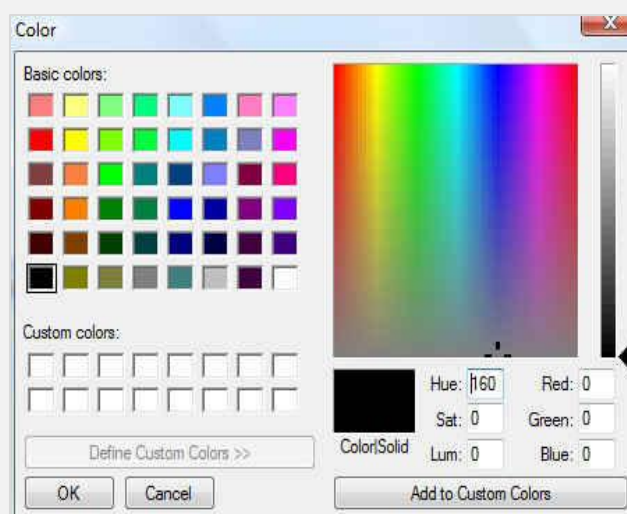 Color
X
Basic colors:
Custom colors:
Define Custom Colors >>
OK Cancel
Color|Solid
Hue: 160 Red: 0
Sat: 0 Green: 0
Lum: 0 Blue: 0
Add to Custom Colors